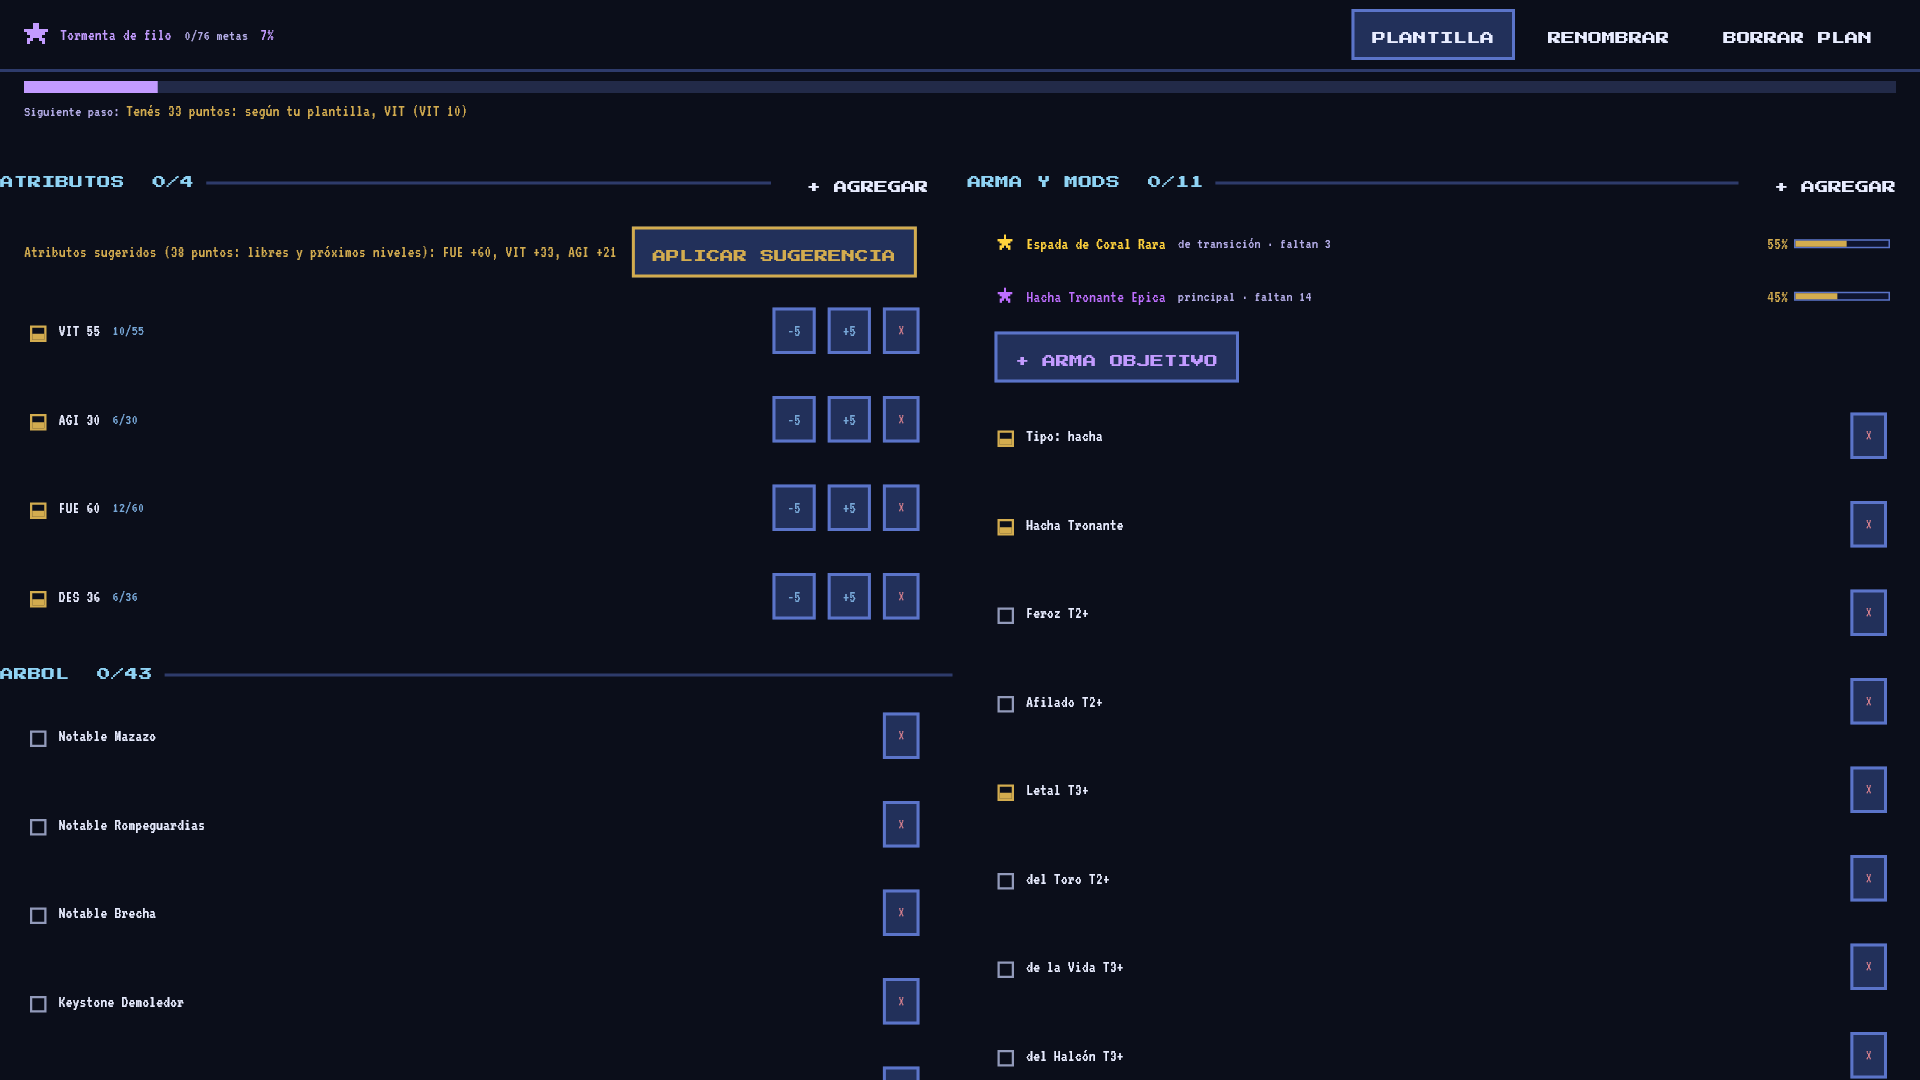 Tormenta de filo 0/76 metas 7%
PLANTILLA RENOMBRAR BORRAR PLAN
Siguiente paso: Tenés 33 puntos: según tu plantilla, VIT (VIT 10)
ATRIBUTOS 0/4 + AGREGAR
Atributos sugeridos (38 puntos: libres y próximos niveles): FUE +60, VIT +33, AGI +21 APLICAR SUGERENCIA
VIT 55 10/55 -5 +5 X
AGI 30 6/30 -5 +5 X
FUE 60 12/60 -5 +5 X
DES 36 6/36 -5 +5 X
ARBOL 0/43
Notable Mazazo X
Notable Rompeguardias X
Notable Brecha X
Keystone Demoledor X
ARMA Y MODS 0/11 + AGREGAR
Espada de Coral Rara de transición · faltan 3 55%
Hacha Tronante Epica principal · faltan 14 45%
+ ARMA OBJETIVO
Tipo: hacha X
Hacha Tronante X
Feroz T2+ X
Afilado T2+ X
Letal T3+ X
del Toro T2+ X
de la Vida T3+ X
del Halcón T3+ X